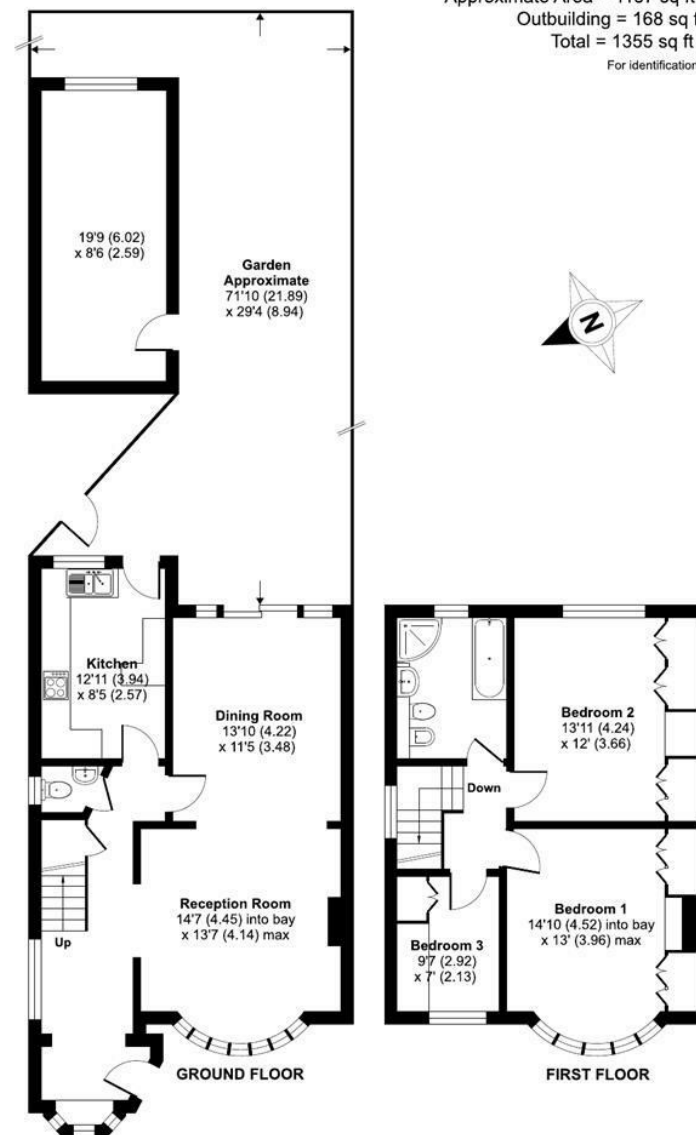 Outbuilding = 168 sq f
Total = 1355 sq ft
For identification
19'9 (6.02)
x 8'6 (2.59)
Garden
Approximate
71'10 (21.89)
x 29'4 (8.94)
N
Kitchen
12'11 (3.94)
x 8'5 (2.57)
Dining Room
13'10 (4.22)
x 11'5 (3.48)
Reception Room
14'7 (4.45) into bay
x 13'7 (4.14) max
Up
GROUND FLOOR
Bedroom 2
13'11 (4.24)
x 12' (3.66)
Down
Bedroom 1
14'10 (4.52) into bay
x 13' (3.96) max
Bedroom 3
9'7 (2.92)
x 7' (2.13)
FIRST FLOOR